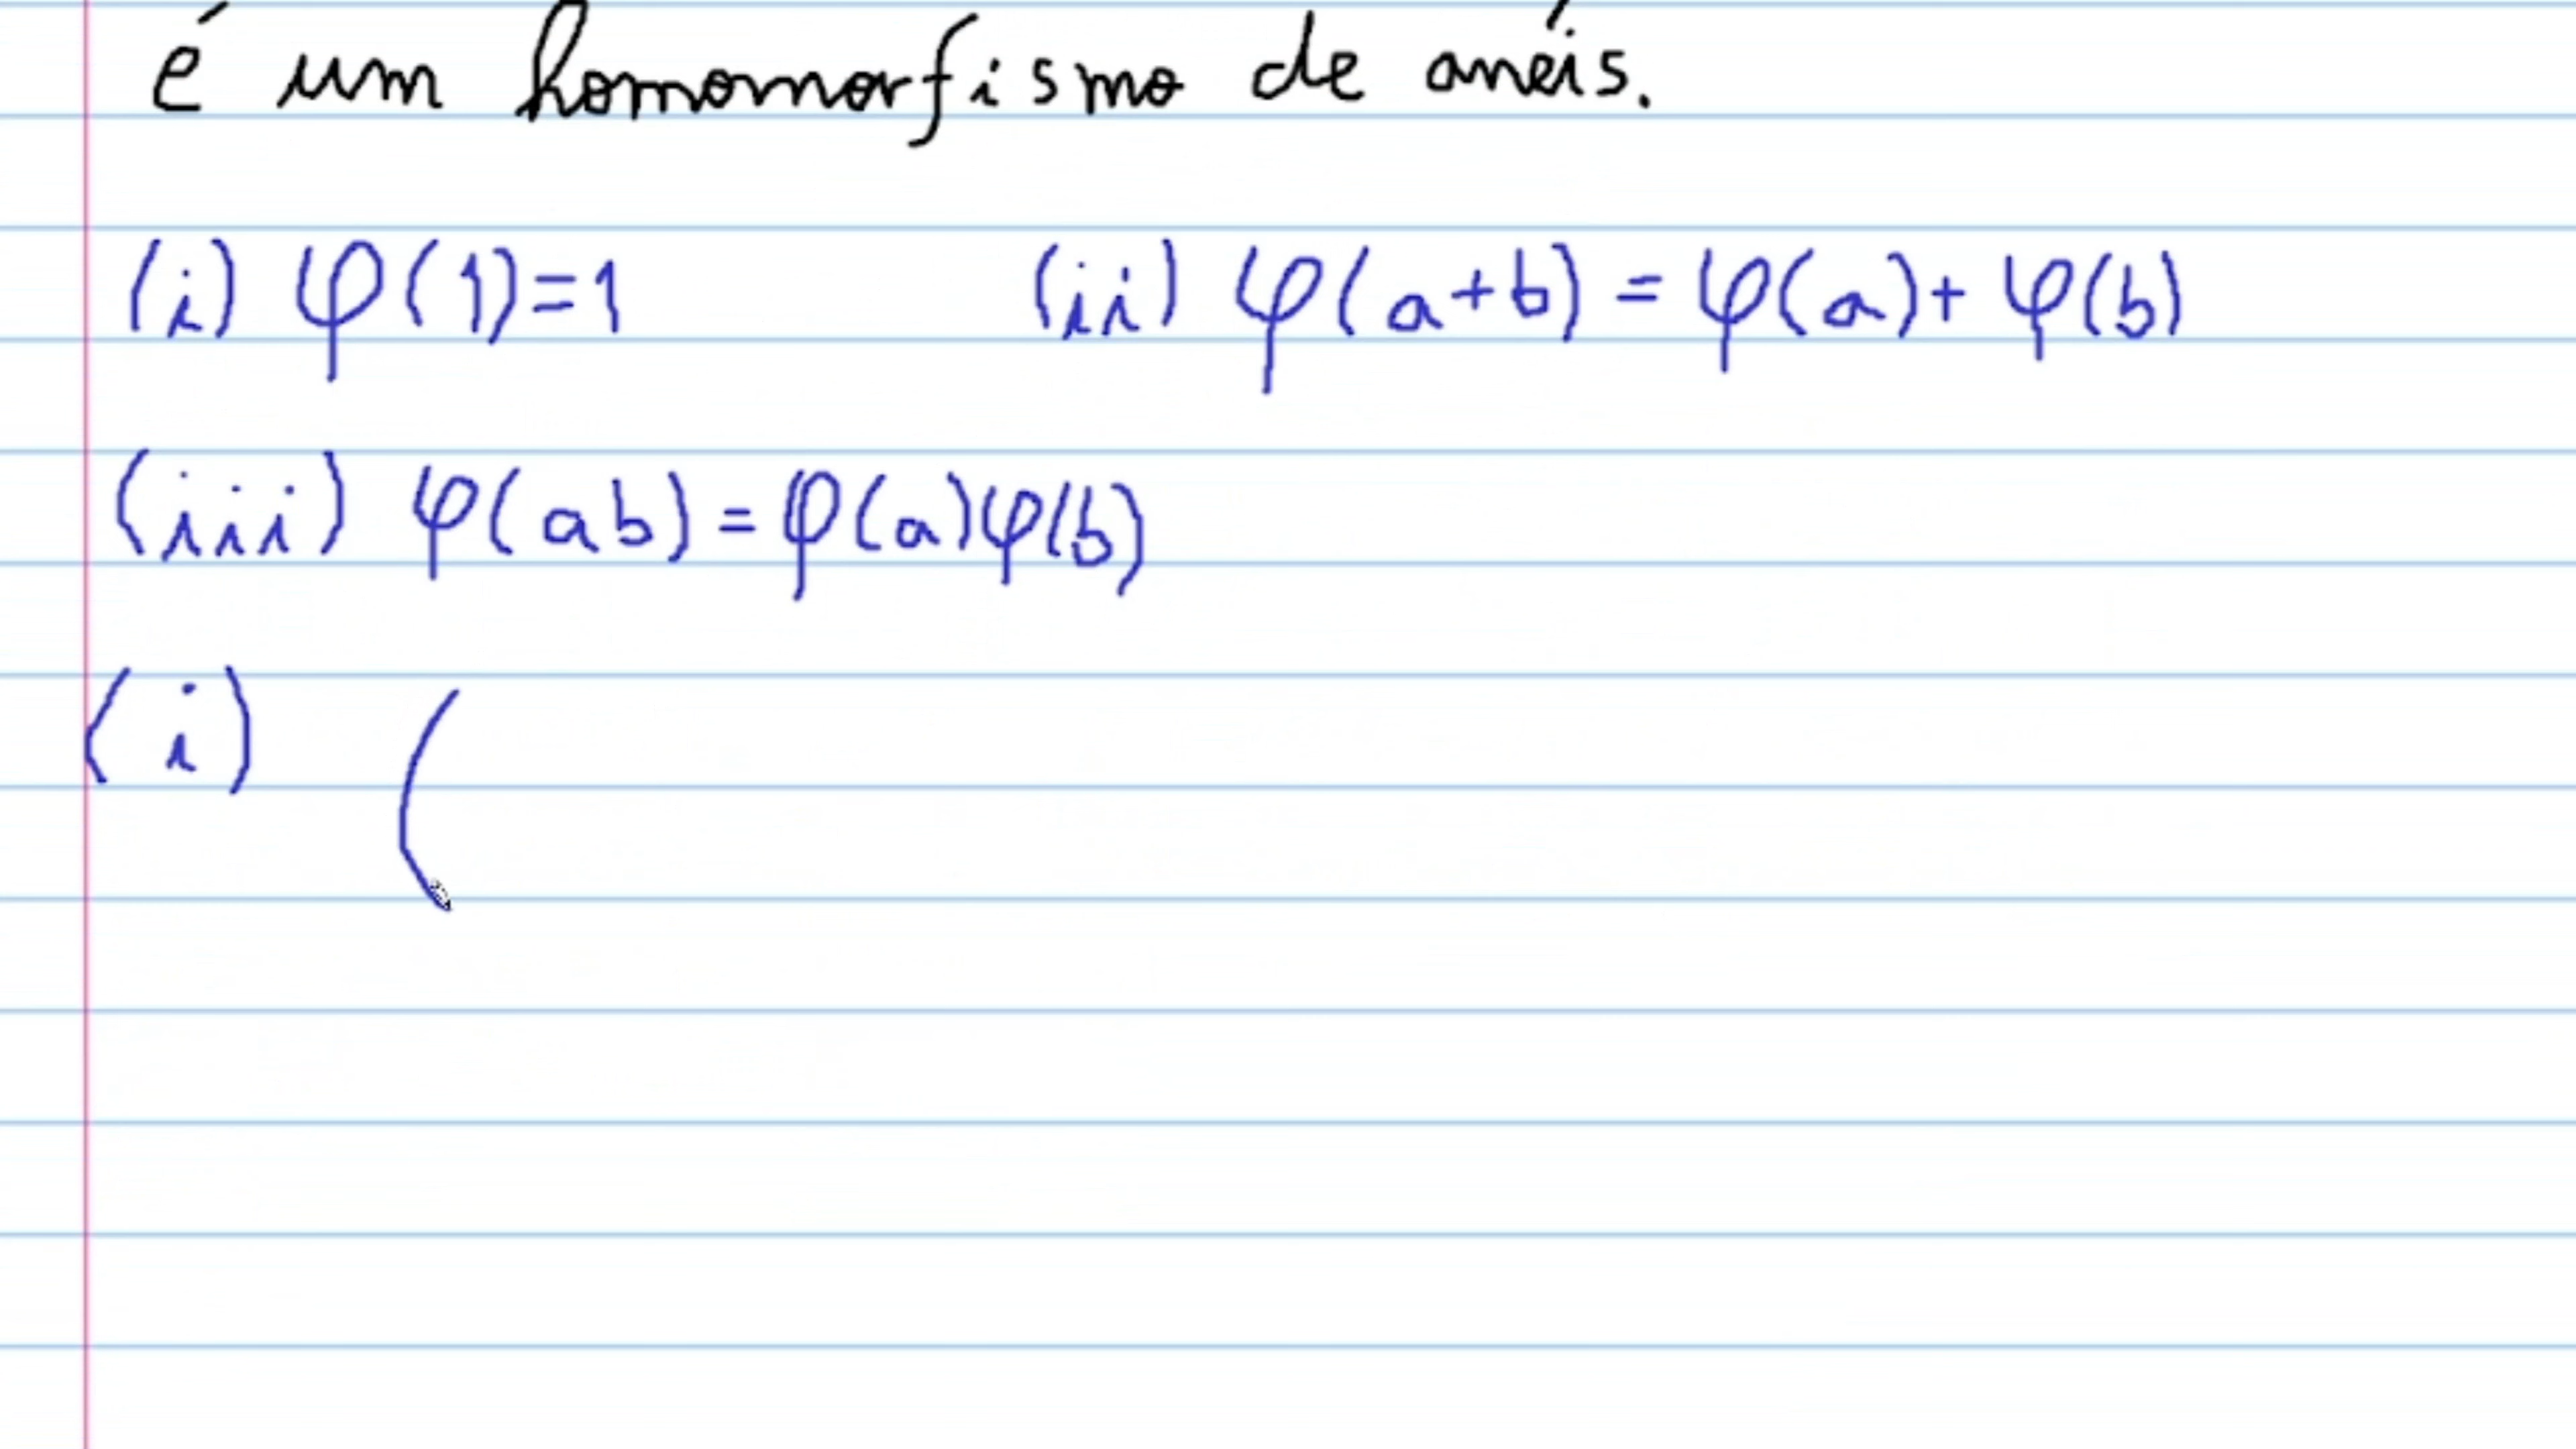 é um homomorfismo de anéis.
(i) φ(1)=1 (ii) φ(a+b) = φ(a)+ φ(b)
(iii) φ(ab) = φ(a)φ(b)
(i) (